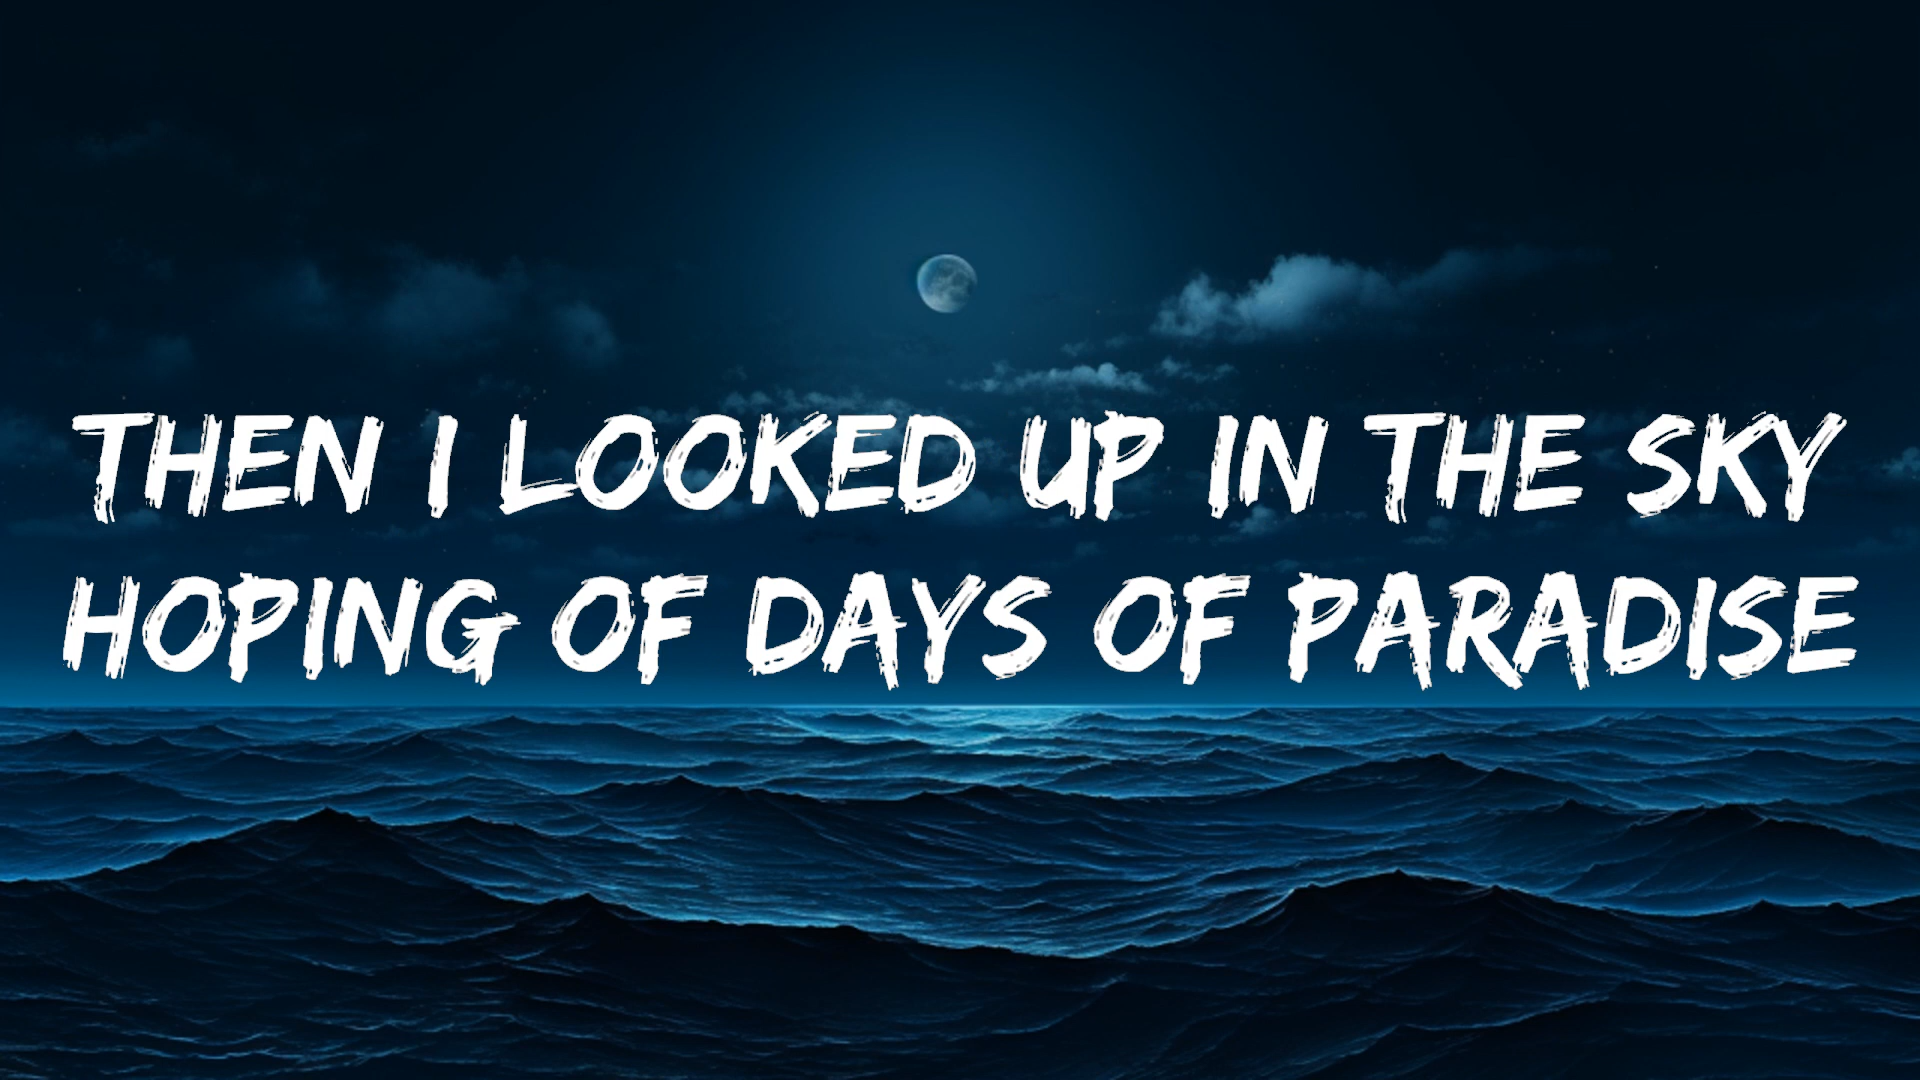 THEN I LOOKED UP IN THE SKY
HOPING OF DAYS OF PARADISE